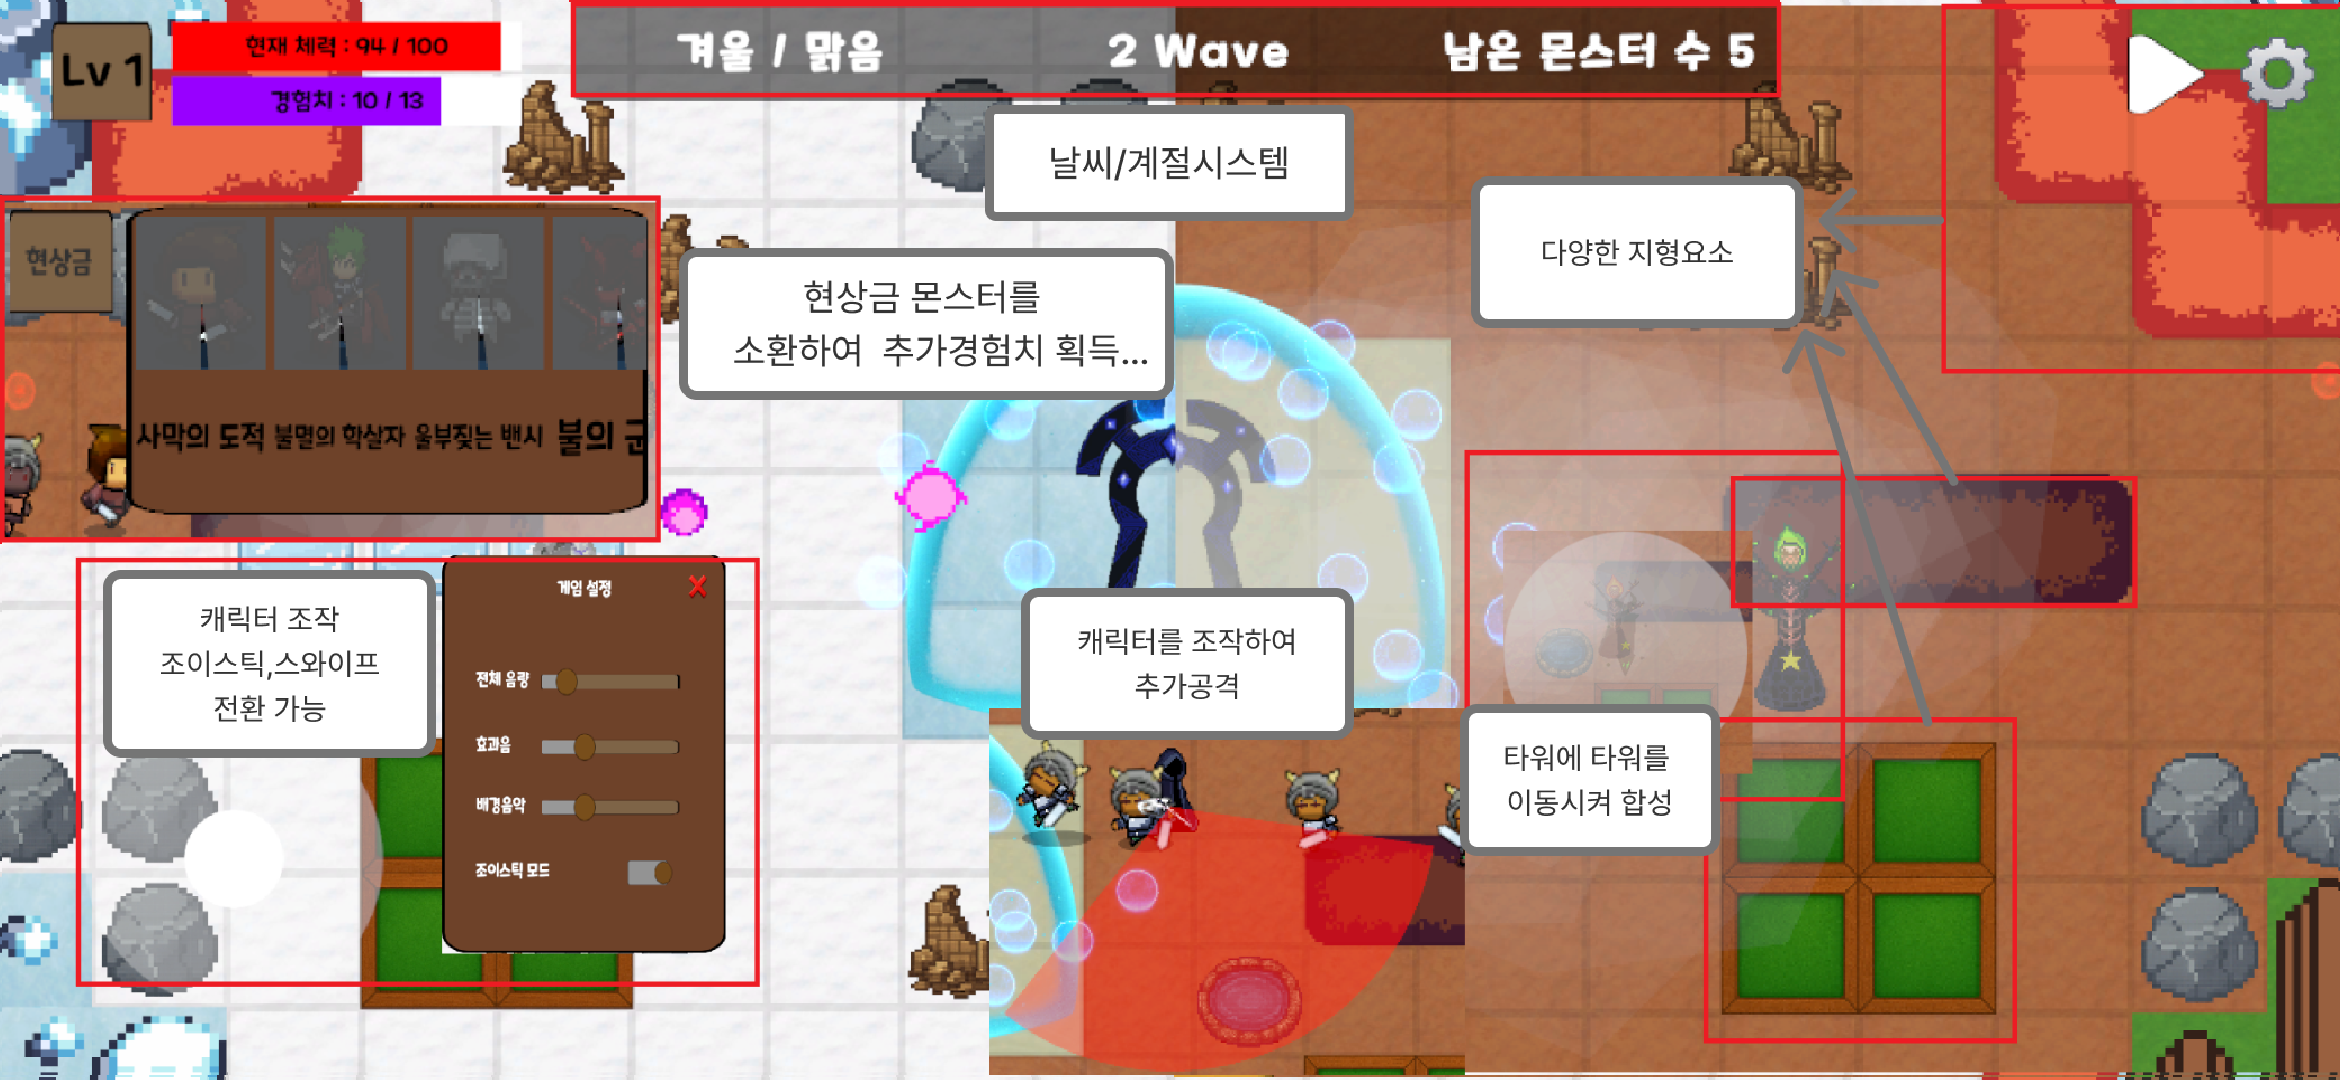 Lv 1
현재 체력 : 94 / 100
경험치 : 10 / 13
겨울 / 맑음
2 Wave
남은 몬스터 수 5
날씨/계절시스템
다양한 지형요소
현상금
사막의 도적
불멸의 학살자
울부짖는 밴시
불의
현상금 몬스터를
소환하여 추가경험치 획득...
캐릭터 조작
조이스틱,스와이프
전환 가능
게임 설정
전체 음량
효과음
배경음악
조이스틱 모드
캐릭터를 조작하여
추가공격
타워에 타워를
이동시켜 합성